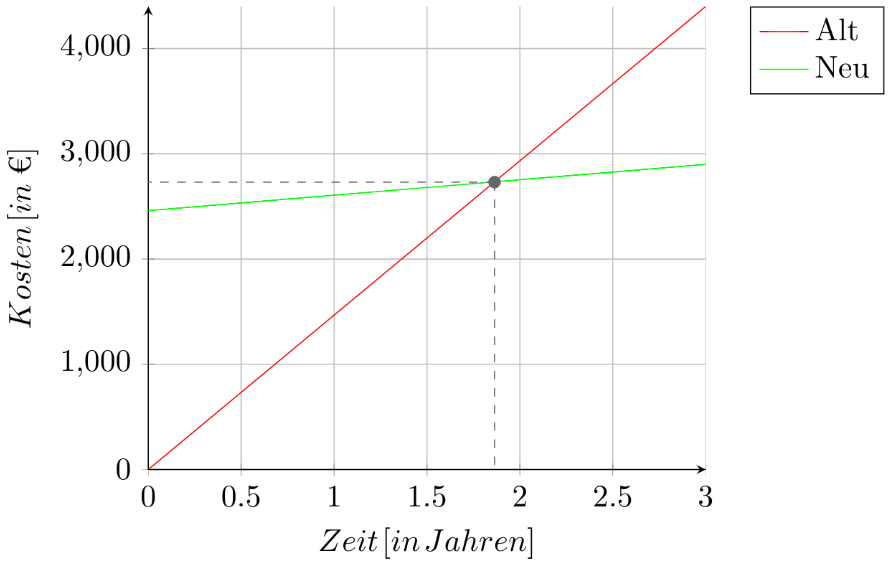 4,000
3,000
2,000
1,000
0
0 0.5 1 1.5 2 2.5 3
Kosten [in €]
Zeit [in Jahren]
Alt
Neu